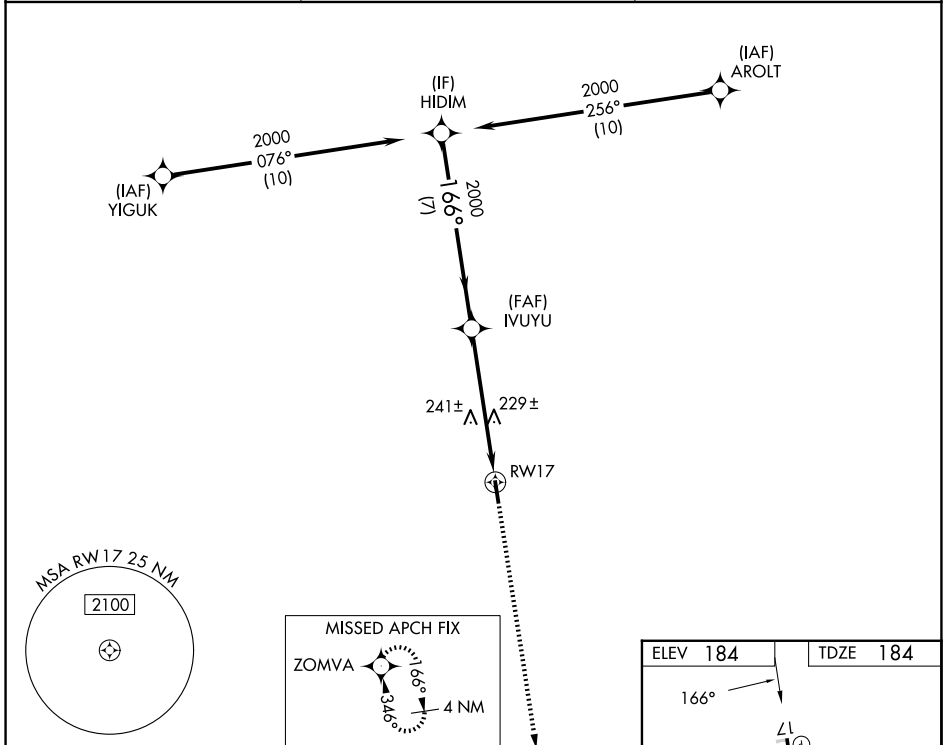 (IAF)
AROLT
(IF)
HIDIM
2000
256°
(10)
2000
076°
(10)
(IAF)
YIGUK
2000
166°
(7)
(FAF)
IVUYU
241±
229±
RW17
MSA RW17 25 NM
2100
MISSED APCH FIX
ZOMVA
166°
346°
4 NM
ELEV 184
TDZE 184
166°
17